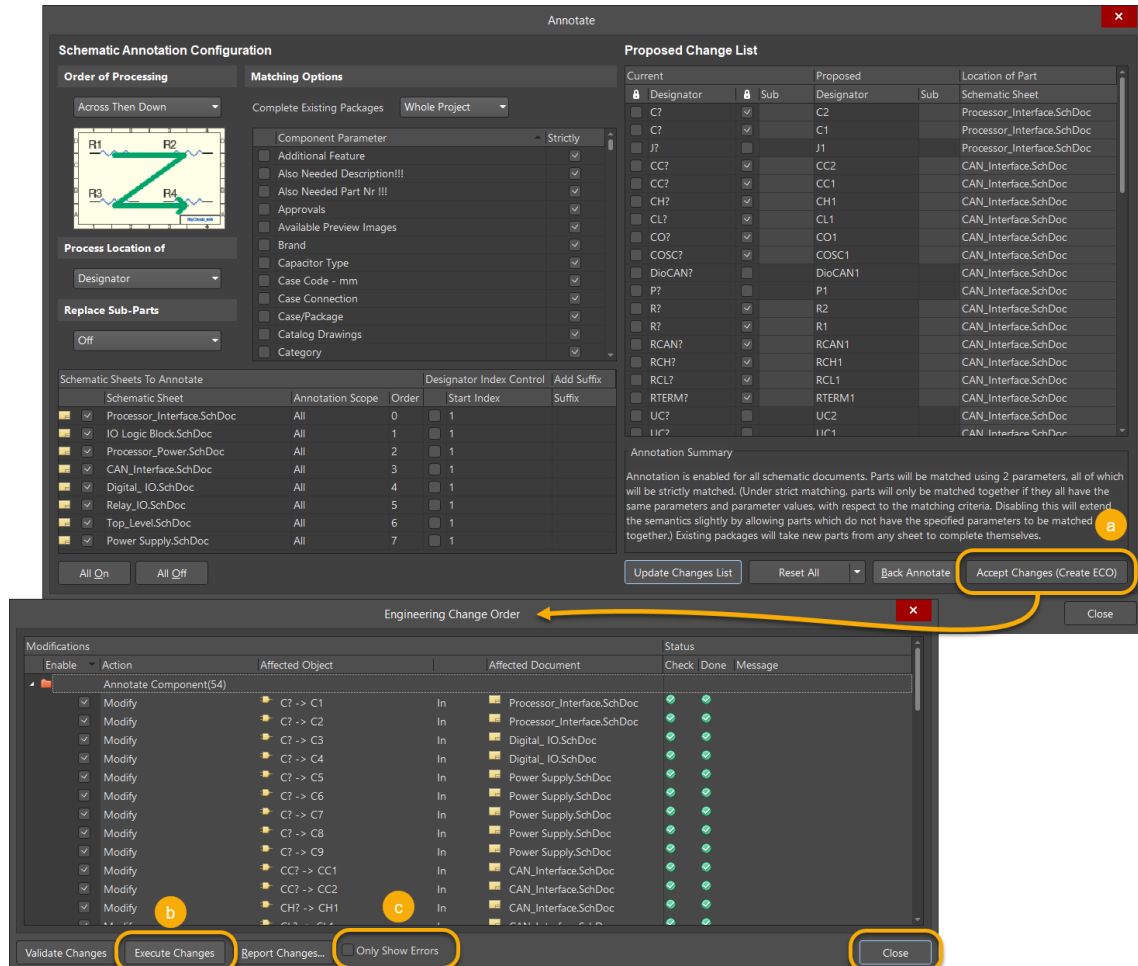 Annotate
Schematic Annotation Configuration
Order of Processing
Across Then Down
R1 R2
R3 R4
Process Location of
Designator
Replace Sub-Parts
Off
Matching Options
Complete Existing Packages Whole Project
Component Parameter Strictly
Additional Feature
Also Needed Description!!!
Also Needed Part Nr !!!
Approvals
Available Preview Images
Brand
Capacitor Type
Case Code - mm
Case Connection
Case/Package
Catalog Drawings
Category
Schematic Sheets To Annotate Designator Index Control Add Suffix
Schematic Sheet Annotation Scope Order Start Index Suffix
Processor_Interface.SchDoc All 0 1
IO Logic Block.SchDoc All 1 1
Processor_Power.SchDoc All 2 1
CAN_Interface.SchDoc All 3 1
Digital_ IO.SchDoc All 4 1
Relay_IO.SchDoc All 5 1
Top_Level.SchDoc All 6 1
Power Supply.SchDoc All 7 1
All On All Off
Proposed Change List
Current Proposed Location of Part
Designator Sub Designator Sub Schematic Sheet
C? C2 Processor_Interface.SchDoc
C? C1 Processor_Interface.SchDoc
J? J1 Processor_Interface.SchDoc
CC? CC2 CAN_Interface.SchDoc
CC? CC1 CAN_Interface.SchDoc
CH? CH1 CAN_Interface.SchDoc
CL? CL1 CAN_Interface.SchDoc
CO? CO1 CAN_Interface.SchDoc
COSC? COSC1 CAN_Interface.SchDoc
DioCAN? DioCAN1 CAN_Interface.SchDoc
P? P1 CAN_Interface.SchDoc
R? R2 CAN_Interface.SchDoc
R? R1 CAN_Interface.SchDoc
RCAN? RCAN1 CAN_Interface.SchDoc
RCH? RCH1 CAN_Interface.SchDoc
RCL? RCL1 CAN_Interface.SchDoc
RTERM? RTERM1 CAN_Interface.SchDoc
UC? UC2 CAN_Interface.SchDoc
UC? UC1 CAN_Interface.SchDoc
Annotation Summary
Annotation is enabled for all schematic documents. Parts will be matched using 2 parameters, all of which
will be strictly matched. (Under strict matching, parts will only be matched together if they all have the
same parameters and parameter values, with respect to the matching criteria. Disabling this will extend
the semantics slightly by allowing parts which do not have the specified parameters to be matched
together.) Existing packages will take new parts from any sheet to complete themselves.
a
Update Changes List Reset All Back Annotate Accept Changes (Create ECO)
Close
Engineering Change Order
Modifications Status
Enable Action Affected Object Affected Document Check Done Message
Annotate Component(54)
Modify C? -> C1 In Processor_Interface.SchDoc
Modify C? -> C2 In Processor_Interface.SchDoc
Modify C? -> C3 In Digital_ IO.SchDoc
Modify C? -> C4 In Digital_ IO.SchDoc
Modify C? -> C5 In Power Supply.SchDoc
Modify C? -> C6 In Power Supply.SchDoc
Modify C? -> C7 In Power Supply.SchDoc
Modify C? -> C8 In Power Supply.SchDoc
Modify C? -> C9 In Power Supply.SchDoc
Modify CC? -> CC1 In CAN_Interface.SchDoc
Modify CC? -> CC2 In CAN_Interface.SchDoc
Modify CH? -> CH1 In CAN_Interface.SchDoc
b
c
Validate Changes Execute Changes Report Changes... Only Show Errors Close